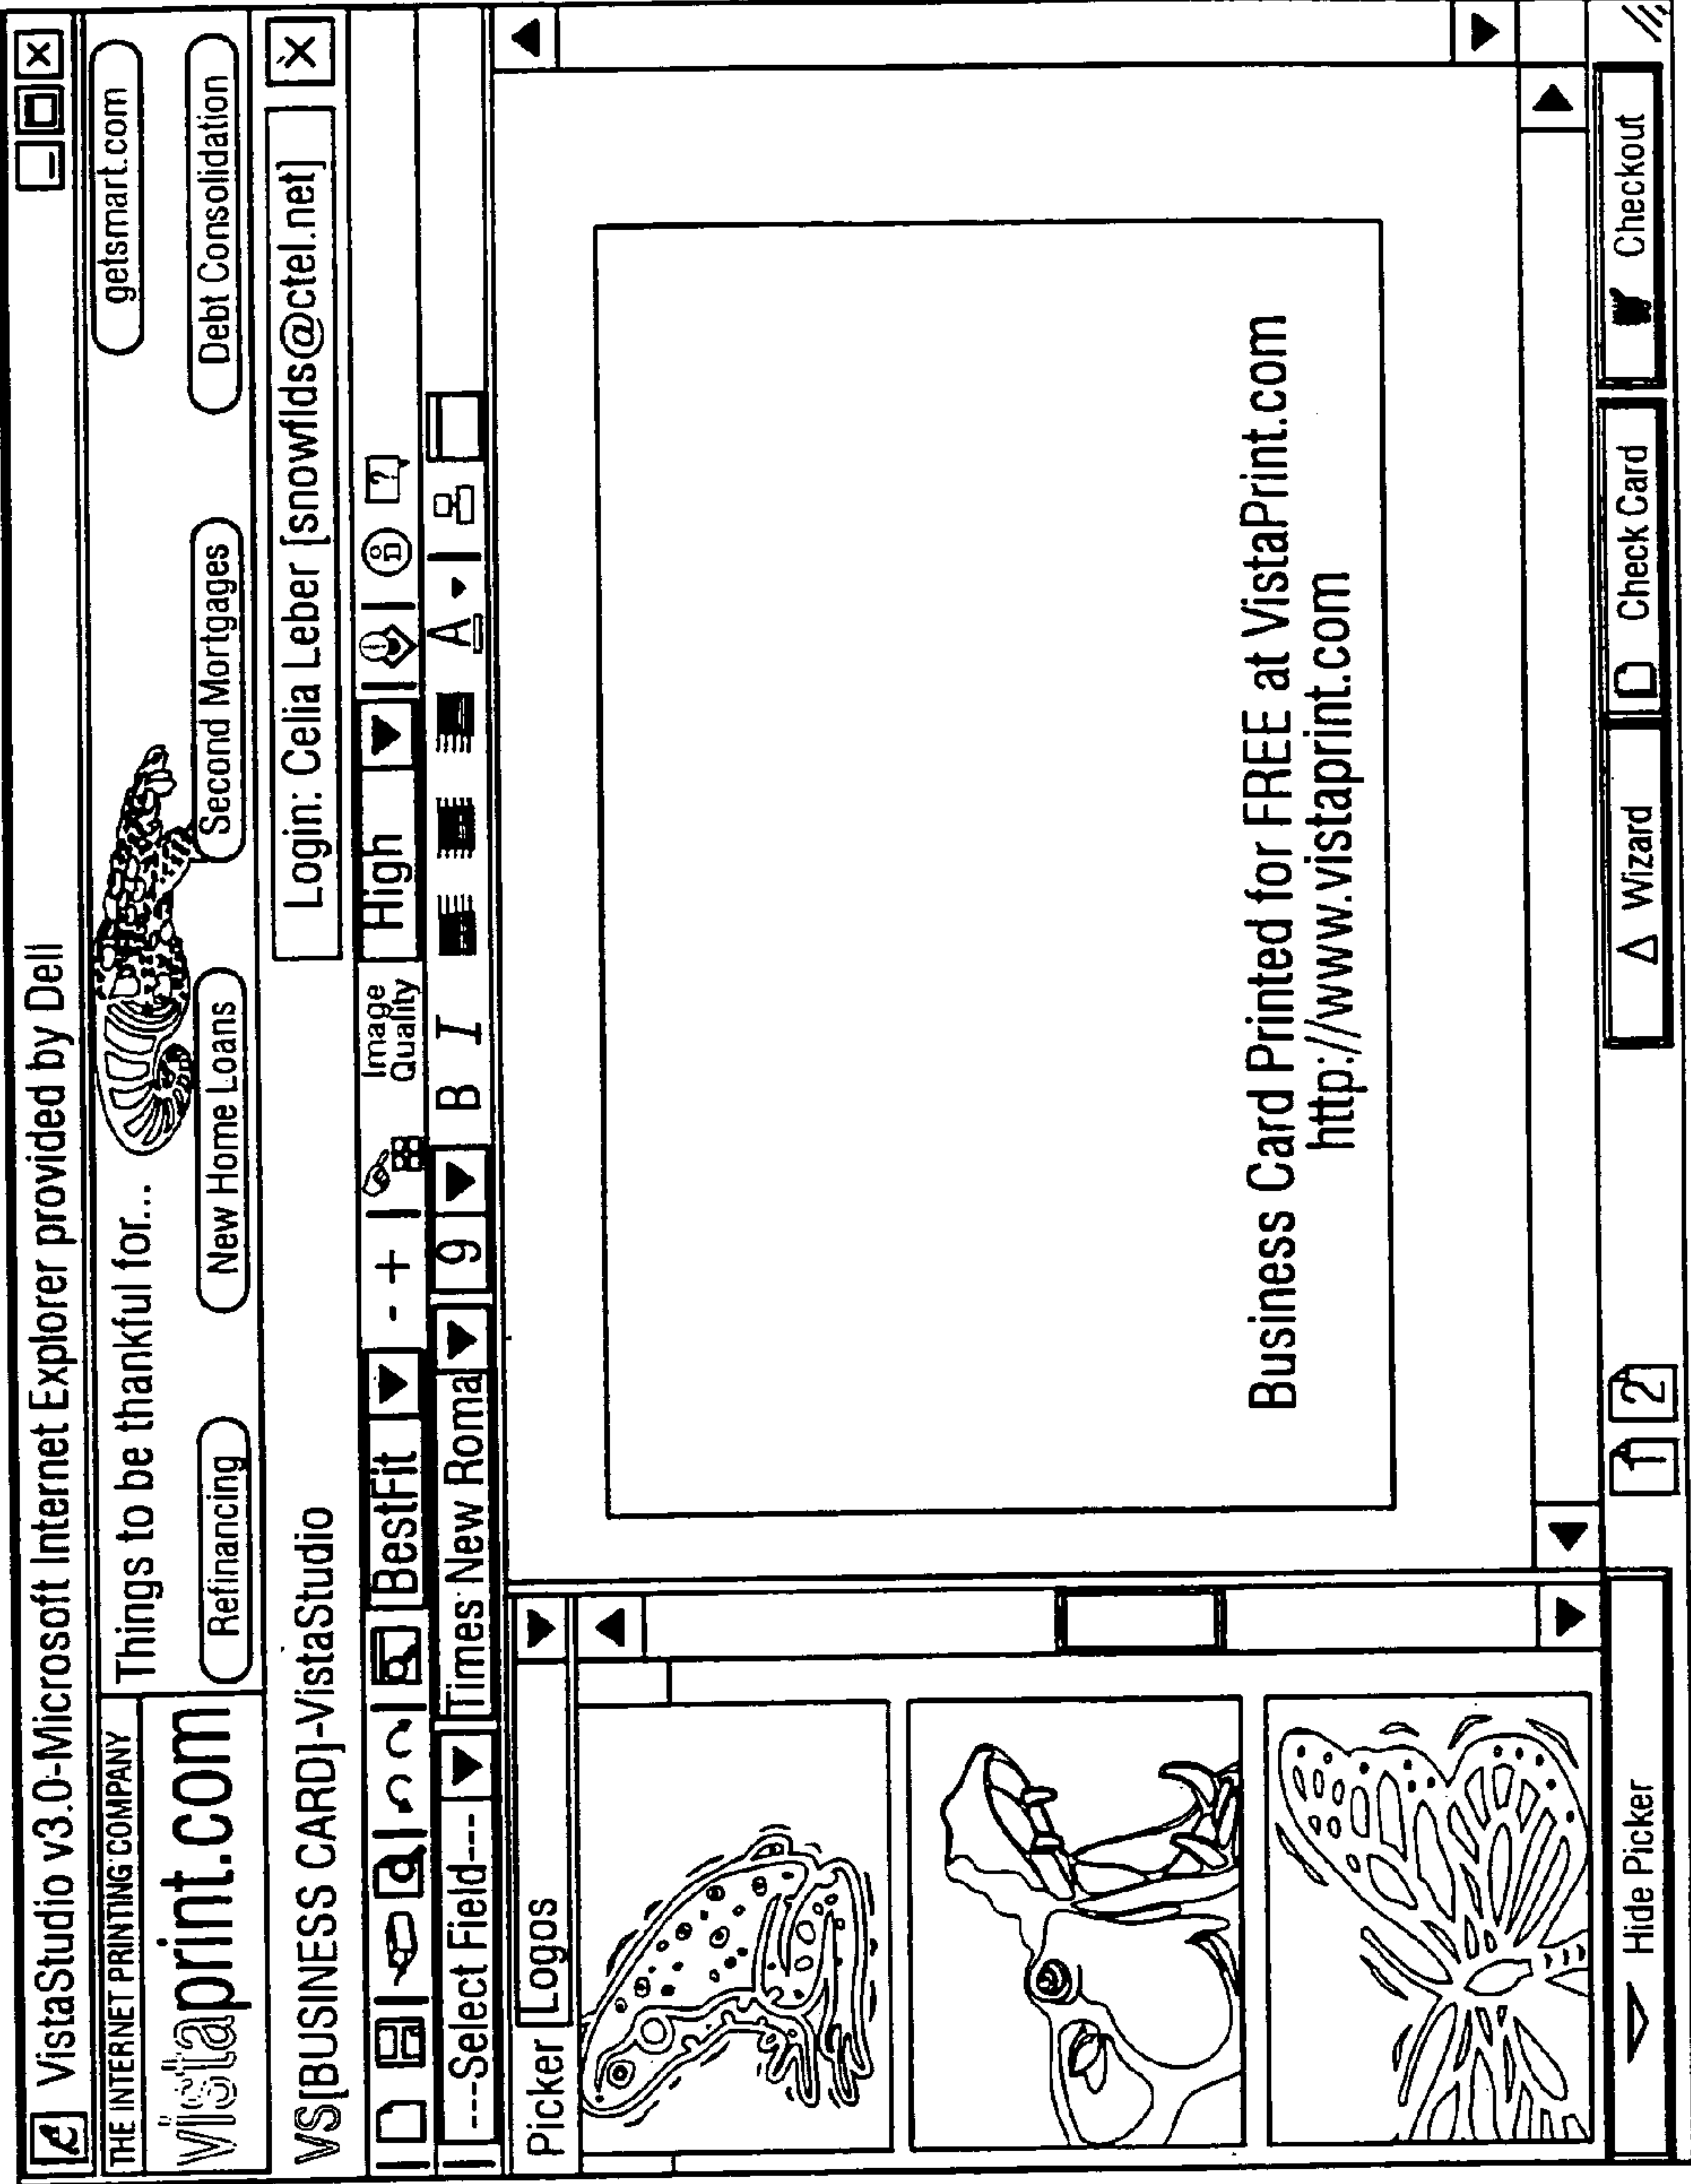 VistaStudio v3.0-Microsoft Internet Explorer provided by Dell
THE INTERNET PRINTING COMPANY
vistaprint.com
Things to be thankful for...
getsmart.com
Refinancing
New Home Loans
Second Mortgages
Debt Consolidation
VS[BUSINESS CARD]-VistaStudio
Login: Celia Leber [snowflds@ctel.net]
BestFit
- +
Image
Quality
High
?
---Select Field---
Times New Roma
9
B I
A
Picker
Logos
Business Card Printed for FREE at VistaPrint.com
http://www.vistaprint.com
Hide Picker
1 2
Wizard
Check Card
Checkout